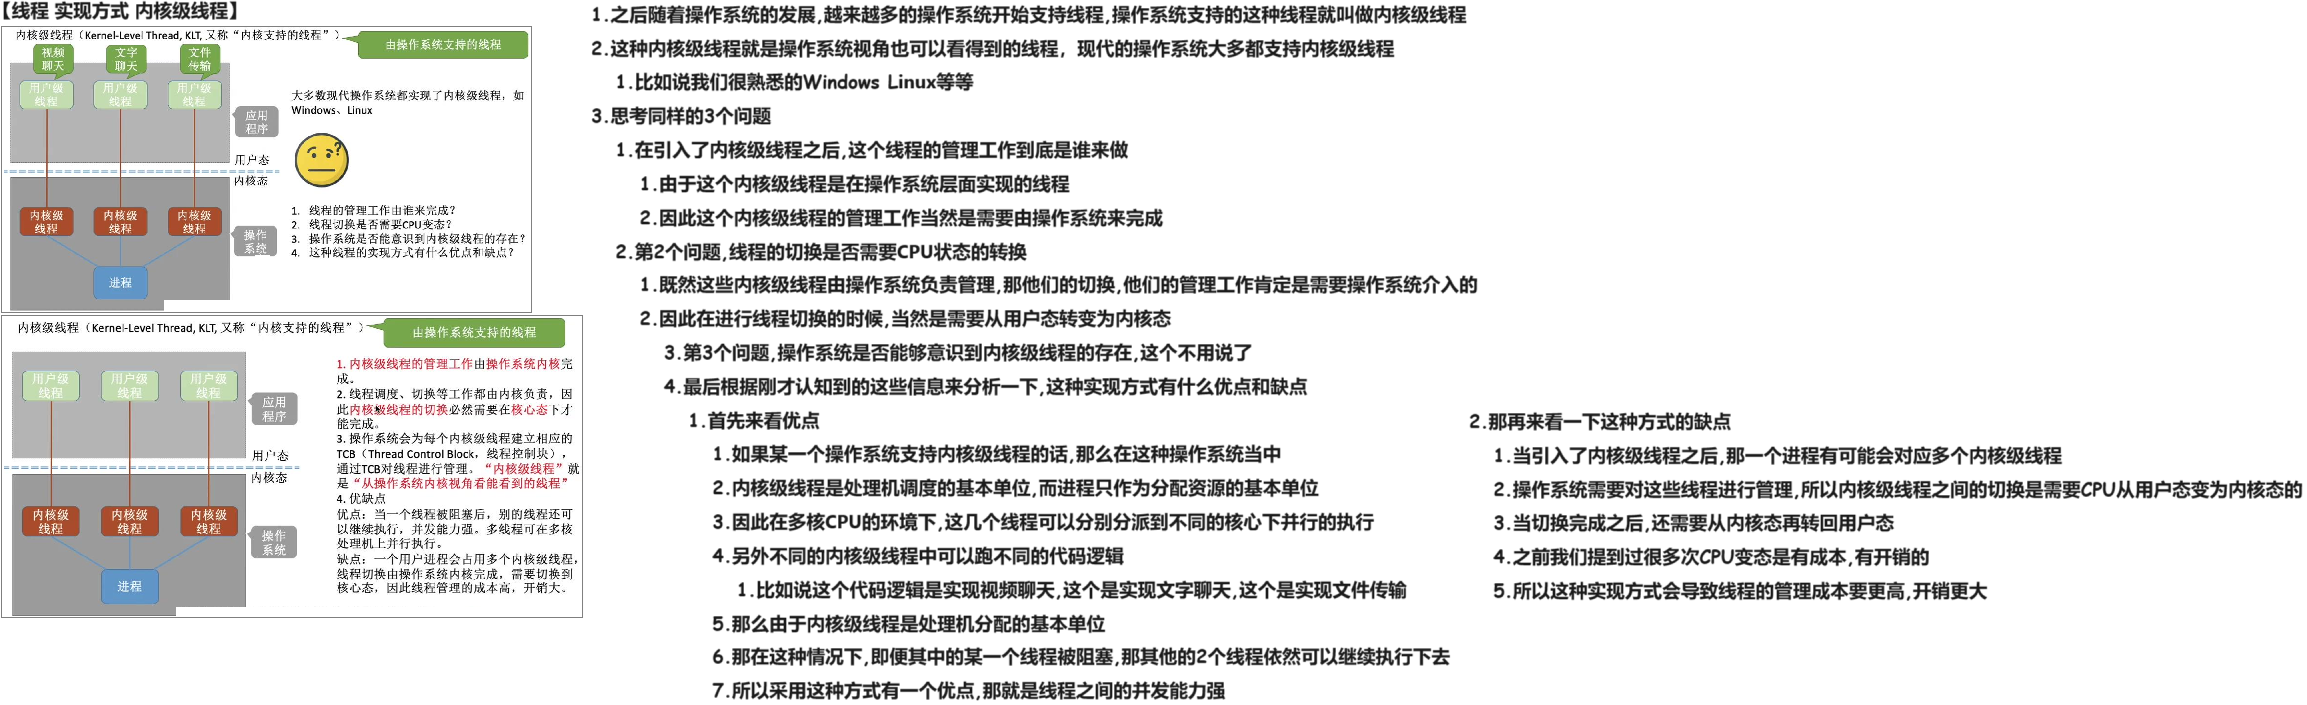 【线程 实现方式 内核级线程】
内核级线程（Kernel-Level Thread, KLT, 又称“内核支持的线程”）
由操作系统支持的线程
视频
聊天
文字
聊天
文件
传输
用户级
线程
用户级
线程
用户级
线程
应用
程序
大多数现代操作系统都实现了内核级线程，如
Windows、Linux
用户态
内核态
内核级
线程
内核级
线程
内核级
线程
操作
系统
进程
1. 线程的管理工作由谁来完成？
2. 线程切换是否需要CPU变态？
3. 操作系统是否能意识到内核级线程的存在？
4. 这种线程的实现方式有什么优点和缺点？
内核级线程（Kernel-Level Thread, KLT, 又称“内核支持的线程”）
由操作系统支持的线程
用户级
线程
用户级
线程
用户级
线程
应用
程序
用户态
内核态
内核级
线程
内核级
线程
内核级
线程
操作
系统
进程
1. 内核级线程的管理工作由操作系统内核完
成。
2. 线程调度、切换等工作都由内核负责，因
此内核级线程的切换必然需要在核心态下才
能完成。
3. 操作系统会为每个内核级线程建立相应的
TCB（Thread Control Block，线程控制块），
通过TCB对线程进行管理。“内核级线程”就
是“从操作系统内核视角看能看到的线程”
4. 优缺点
优点：当一个线程被阻塞后，别的线程还可
以继续执行，并发能力强。多线程可在多核
处理机上并行执行。
缺点：一个用户进程会占用多个内核级线程，
线程切换由操作系统内核完成，需要切换到
核心态，因此线程管理的成本高，开销大。
1.之后随着操作系统的发展,越来越多的操作系统开始支持线程,操作系统支持的这种线程就叫做内核级线程
2.这种内核级线程就是操作系统视角也可以看得到的线程，现代的操作系统大多都支持内核级线程
1.比如说我们很熟悉的Windows Linux等等
3.思考同样的3个问题
1.在引入了内核级线程之后,这个线程的管理工作到底是谁来做
1.由于这个内核级线程是在操作系统层面实现的线程
2.因此这个内核级线程的管理工作当然是需要由操作系统来完成
2.第2个问题,线程的切换是否需要CPU状态的转换
1.既然这些内核级线程由操作系统负责管理,那他们的切换,他们的管理工作肯定是需要操作系统介入的
2.因此在进行线程切换的时候,当然是需要从用户态转变为内核态
3.第3个问题,操作系统是否能够意识到内核级线程的存在,这个不用说了
4.最后根据刚才认知到的这些信息来分析一下,这种实现方式有什么优点和缺点
1.首先来看优点
1.如果某一个操作系统支持内核级线程的话,那么在这种操作系统当中
2.内核级线程是处理机调度的基本单位,而进程只作为分配资源的基本单位
3.因此在多核CPU的环境下,这几个线程可以分别分派到不同的核心下并行的执行
4.另外不同的内核级线程中可以跑不同的代码逻辑
1.比如说这个代码逻辑是实现视频聊天,这个是实现文字聊天,这个是实现文件传输
5.那么由于内核级线程是处理机分配的基本单位
6.那在这种情况下,即便其中的某一个线程被阻塞,那其他的2个线程依然可以继续执行下去
7.所以采用这种方式有一个优点,那就是线程之间的并发能力强
2.那再来看一下这种方式的缺点
1.当引入了内核级线程之后,那一个进程有可能会对应多个内核级线程
2.操作系统需要对这些线程进行管理,所以内核级线程之间的切换是需要CPU从用户态变为内核态的
3.当切换完成之后,还需要从内核态再转回用户态
4.之前我们提到过很多次CPU变态是有成本,有开销的
5.所以这种实现方式会导致线程的管理成本要更高,开销更大